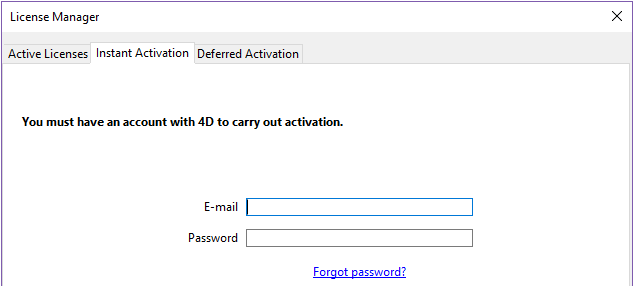 License Manager
Active Licenses Instant Activation Deferred Activation
You must have an account with 4D to carry out activation.
E-mail
Password
Forgot password?